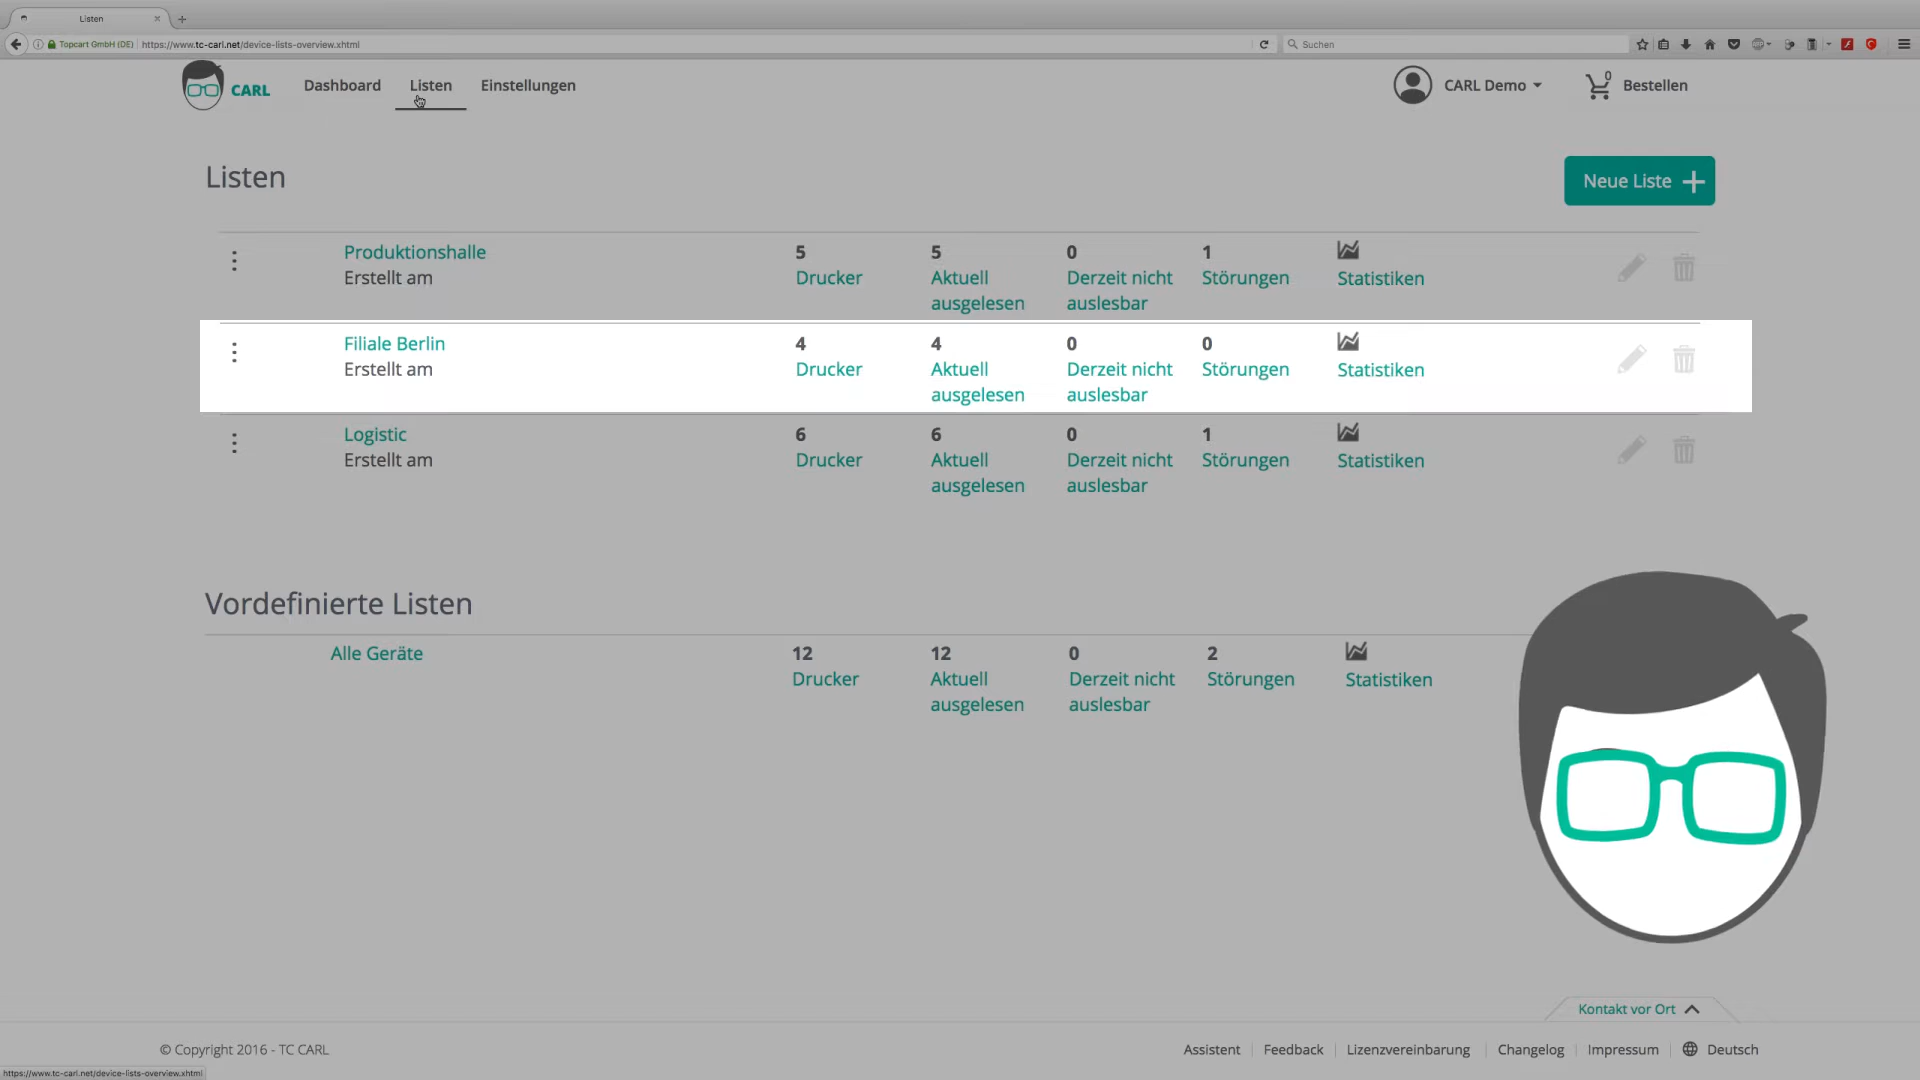 Listen
Topcart GmbH (DE) https://www.tc-carl.net/device-lists-overview.xhtml Suchen
CARL Dashboard Listen Einstellungen CARL Demo 0 Bestellen
Listen
Neue Liste
Produktionshalle 5 5 0 1
Erstellt am Drucker Aktuell Derzeit nicht Störungen Statistiken
ausgelesen auslesbar
Filiale Berlin 4 4 0 0
Erstellt am Drucker Aktuell Derzeit nicht Störungen Statistiken
ausgelesen auslesbar
Logistic 6 6 0 1
Erstellt am Drucker Aktuell Derzeit nicht Störungen Statistiken
ausgelesen auslesbar
Vordefinierte Listen
Alle Geräte 12 12 0 2
Drucker Aktuell Derzeit nicht Störungen Statistiken
ausgelesen auslesbar
Kontakt vor Ort
© Copyright 2016 - TC CARL Assistent Feedback Lizenzvereinbarung Changelog Impressum Deutsch
https://www.tc-carl.net/device-lists-overview.xhtml